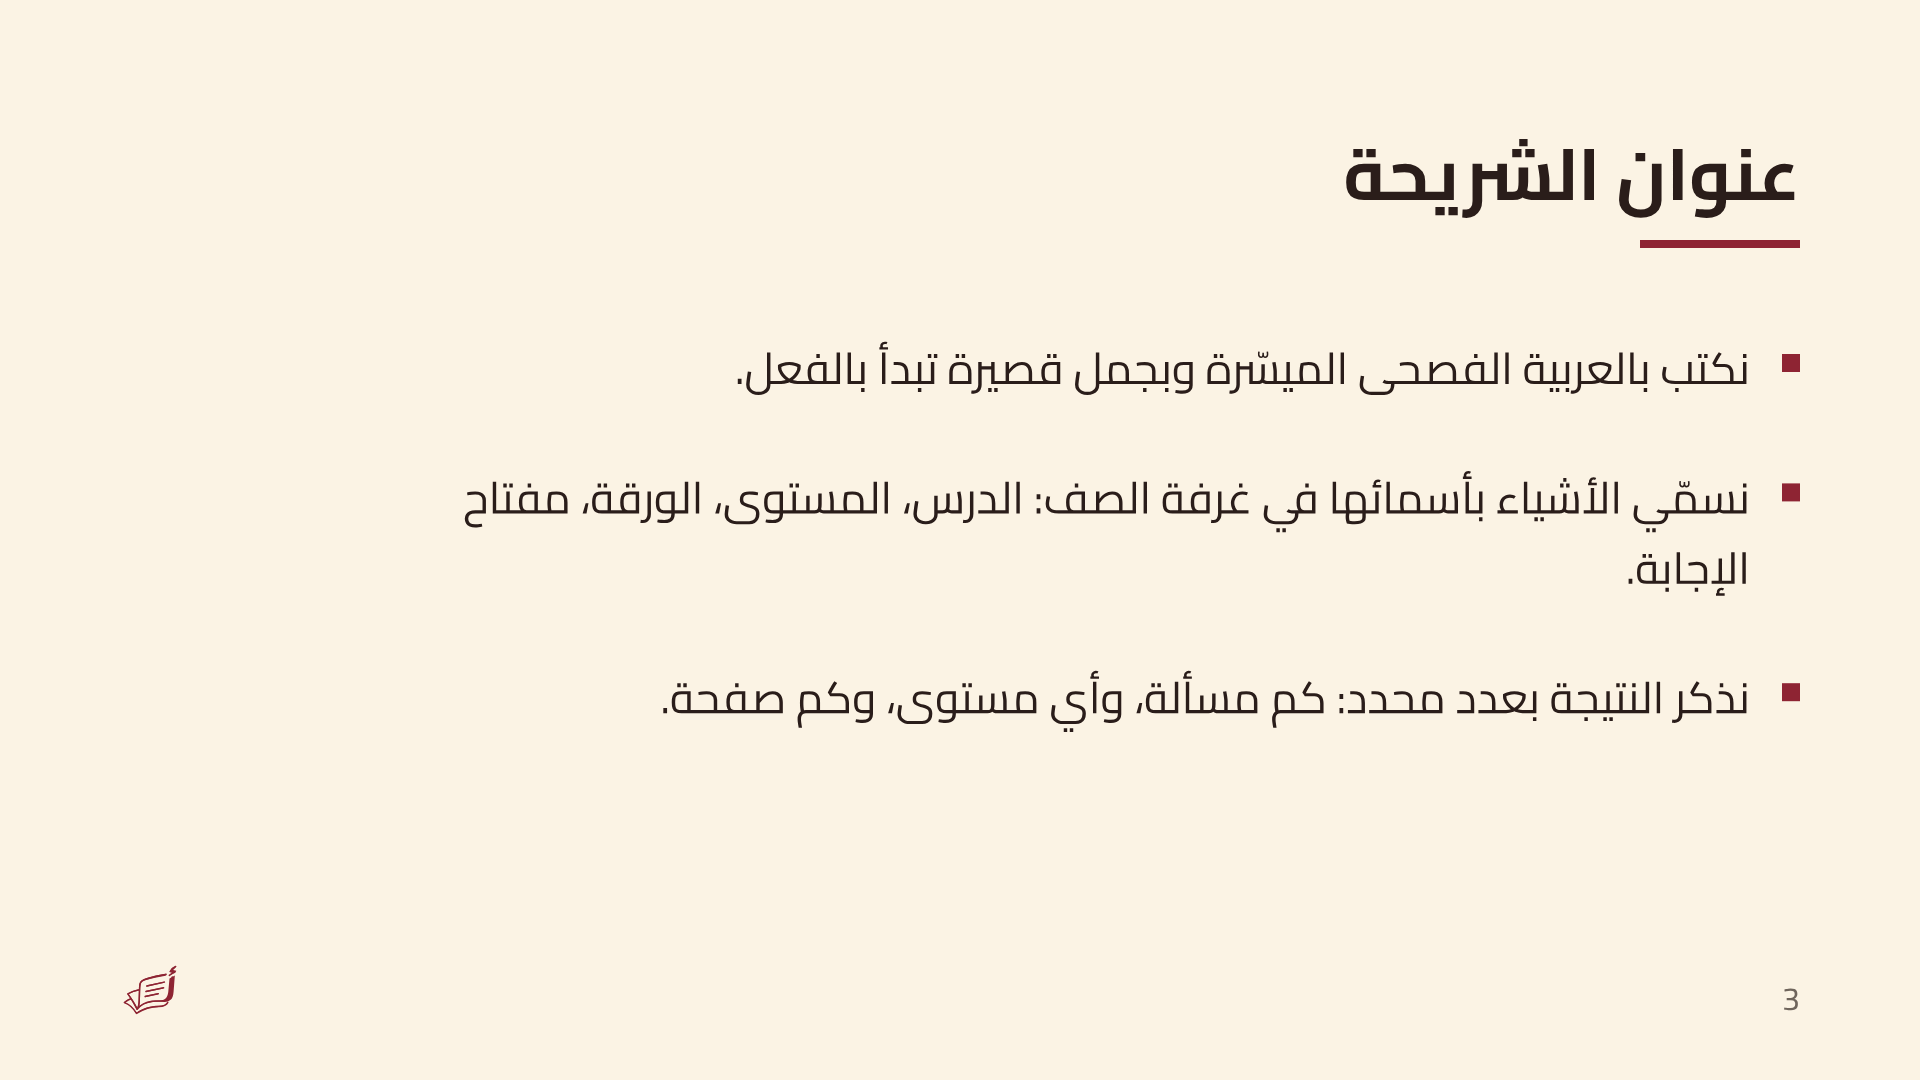 عنوان الشريحة
نكتب بالعربية الفصحى الميسّرة وبجمل قصيرة تبدأ بالفعل.
نسمّي الأشياء بأسمائها في غرفة الصف: الدرس، المستوى، الورقة، مفتاح
الإجابة.
نذكر النتيجة بعدد محدد: كم مسألة، وأي مستوى، وكم صفحة.
3